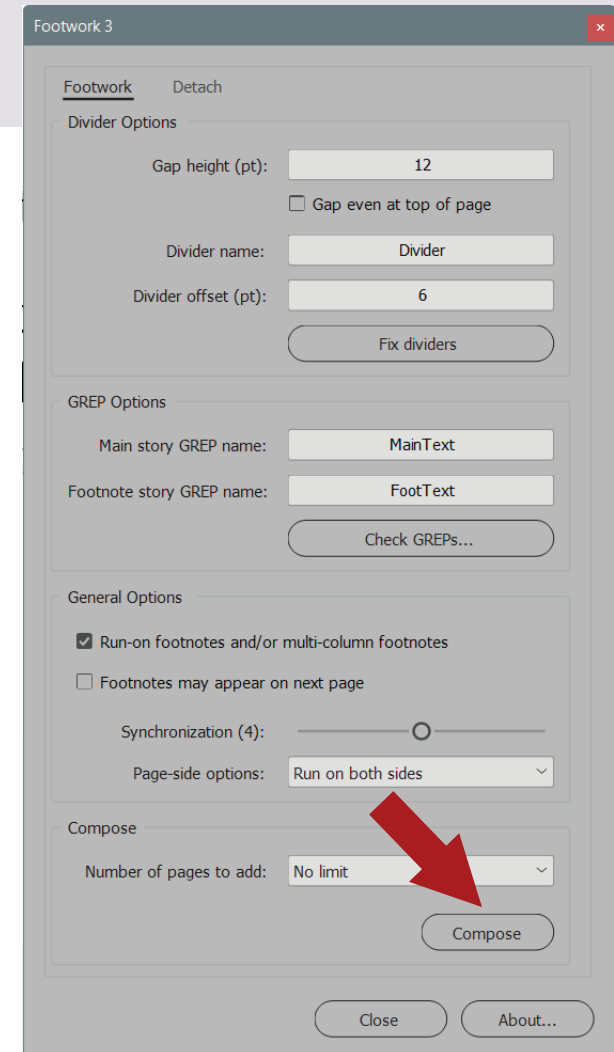 Footwork 3
Footwork Detach
Divider Options
Gap height (pt): 12
Gap even at top of page
Divider name: Divider
Divider offset (pt): 6
Fix dividers
GREP Options
Main story GREP name: MainText
Footnote story GREP name: FootText
Check GREPs...
General Options
Run-on footnotes and/or multi-column footnotes
Footnotes may appear on next page
Synchronization (4):
Page-side options: Run on both sides
Compose
Number of pages to add: No limit
Compose
Close About...